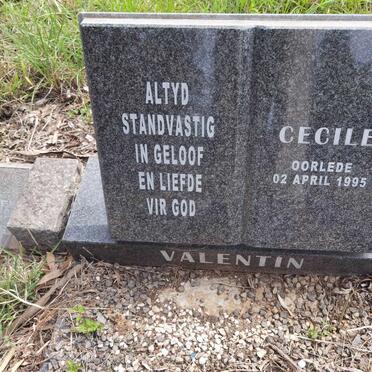 ALTYD
STANDVASTIG
IN GELOOF
EN LIEFDE
VIR GOD
CECILE
OORLEDE
02 APRIL 1995
VALENTIN